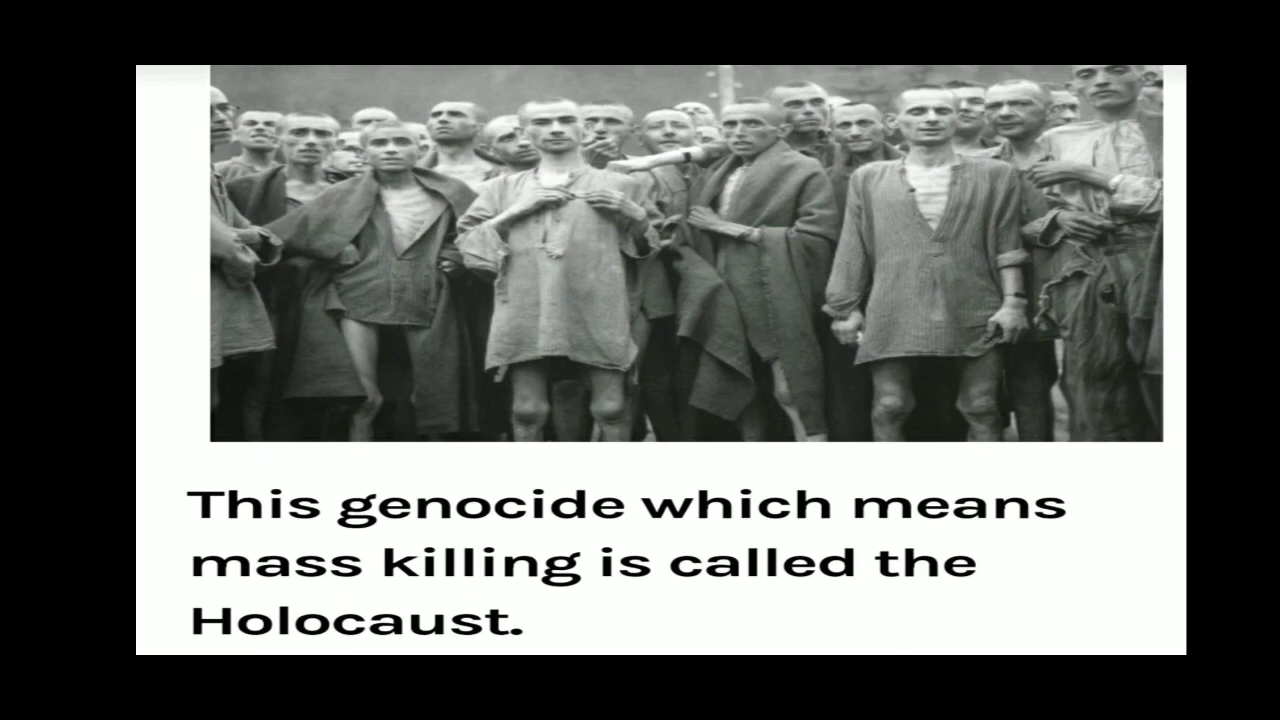 This genocide which means
mass killing is called the
Holocaust.